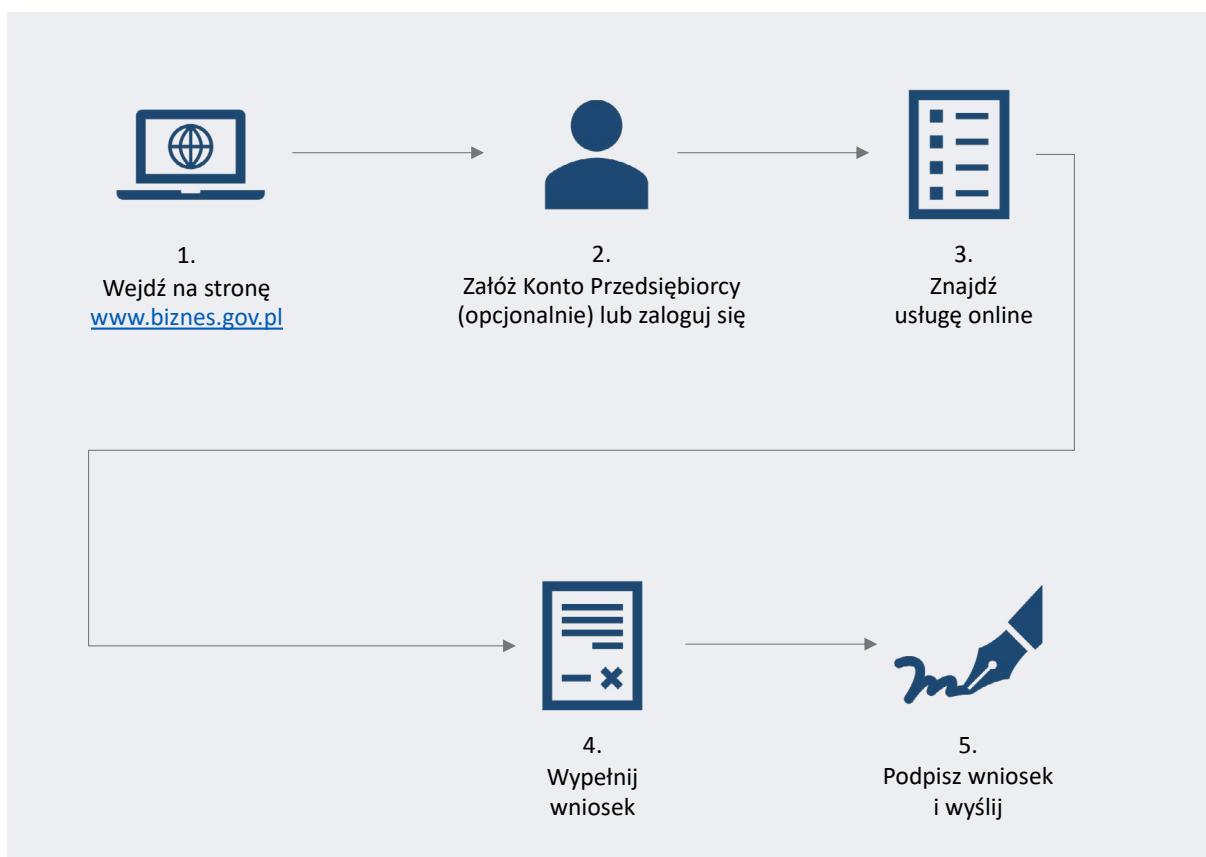 1.
Wejdź na stronę
www.biznes.gov.pl
2.
Załóż Konto Przedsiębiorcy
(opcjonalnie) lub zaloguj się
3.
Znajdź
usługę online
4.
Wypełnij
wniosek
5.
Podpisz wniosek
i wyślij